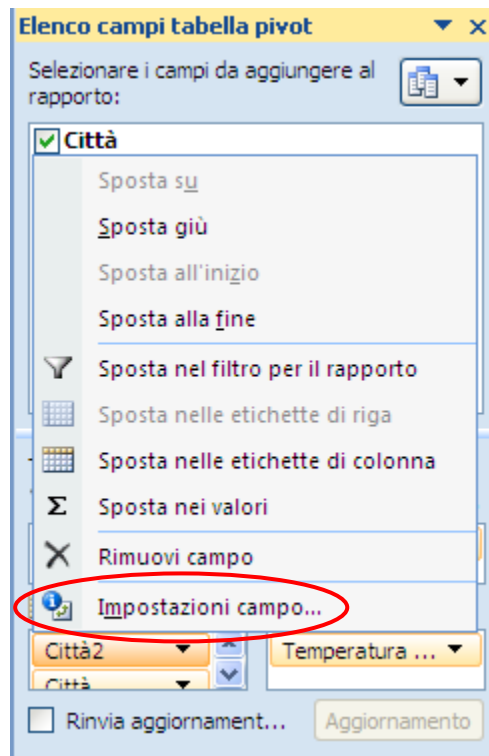 Elenco campi tabella pivot
Selezionare i campi da aggiungere al
rapporto:
Città
Sposta su
Sposta giù
Sposta all'inizio
Sposta alla fine
Sposta nel filtro per il rapporto
Sposta nelle etichette di riga
Sposta nelle etichette di colonna
Σ Sposta nei valori
Rimuovi campo
Impostazioni campo...
Città2
Temperatura ...
Città
Rinvia aggiornament...
Aggiornamento